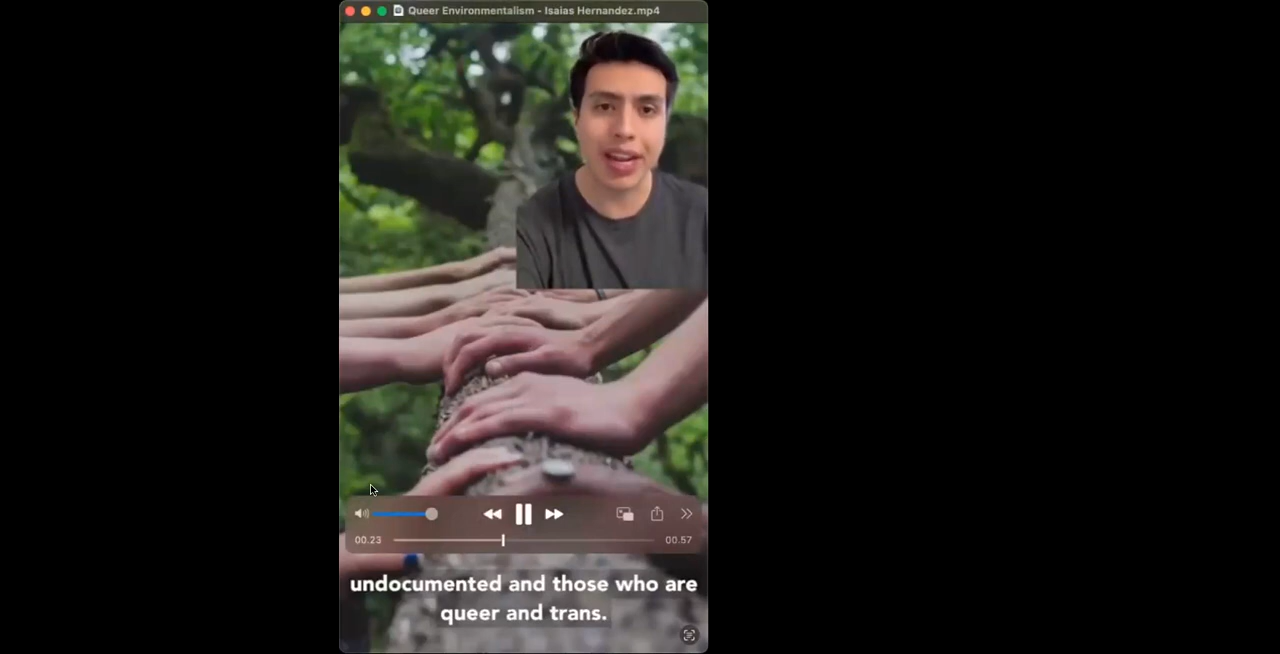 Queer Environmentalism - Isaias Hernandez.mp4
00.23
00.57
undocumented and those who are
queer and trans.